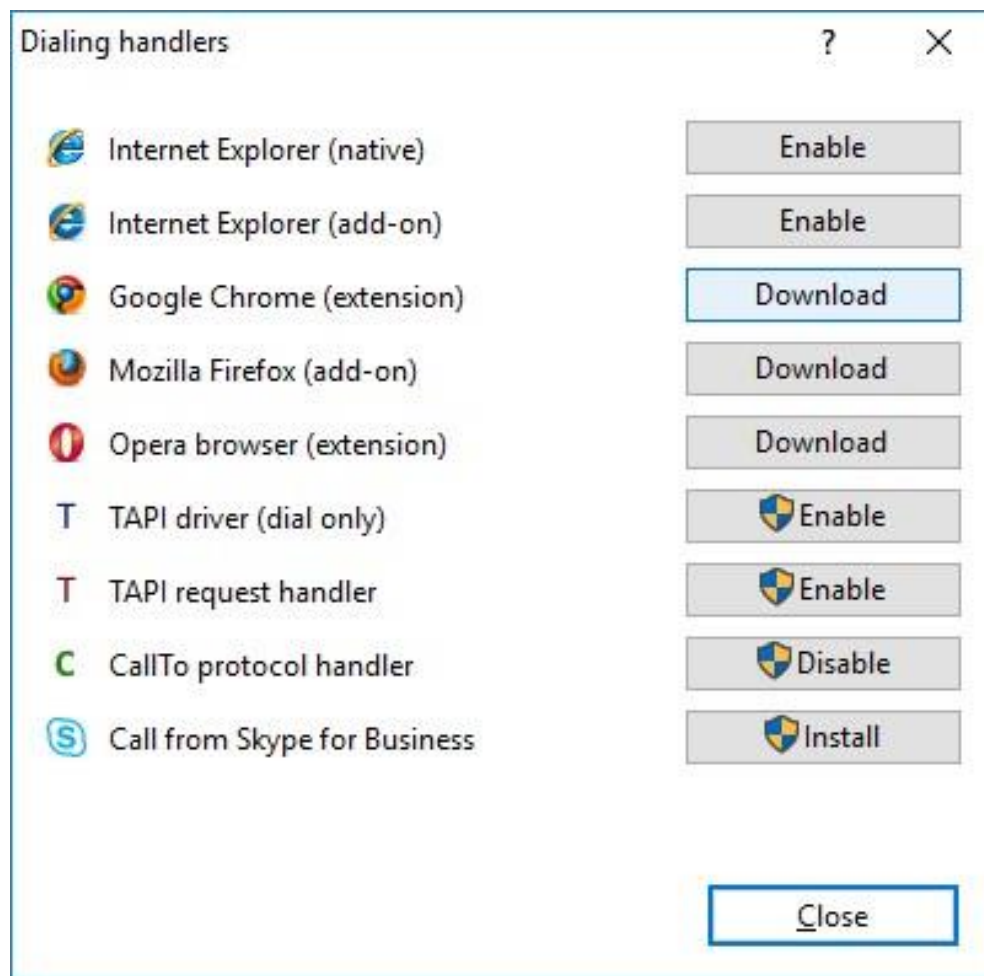 Dialing handlers ?
Internet Explorer (native) Enable
Internet Explorer (add-on) Enable
Google Chrome (extension) Download
Mozilla Firefox (add-on) Download
Opera browser (extension) Download
T TAPI driver (dial only) Enable
T TAPI request handler Enable
C CallTo protocol handler Disable
S Call from Skype for Business Install
Close